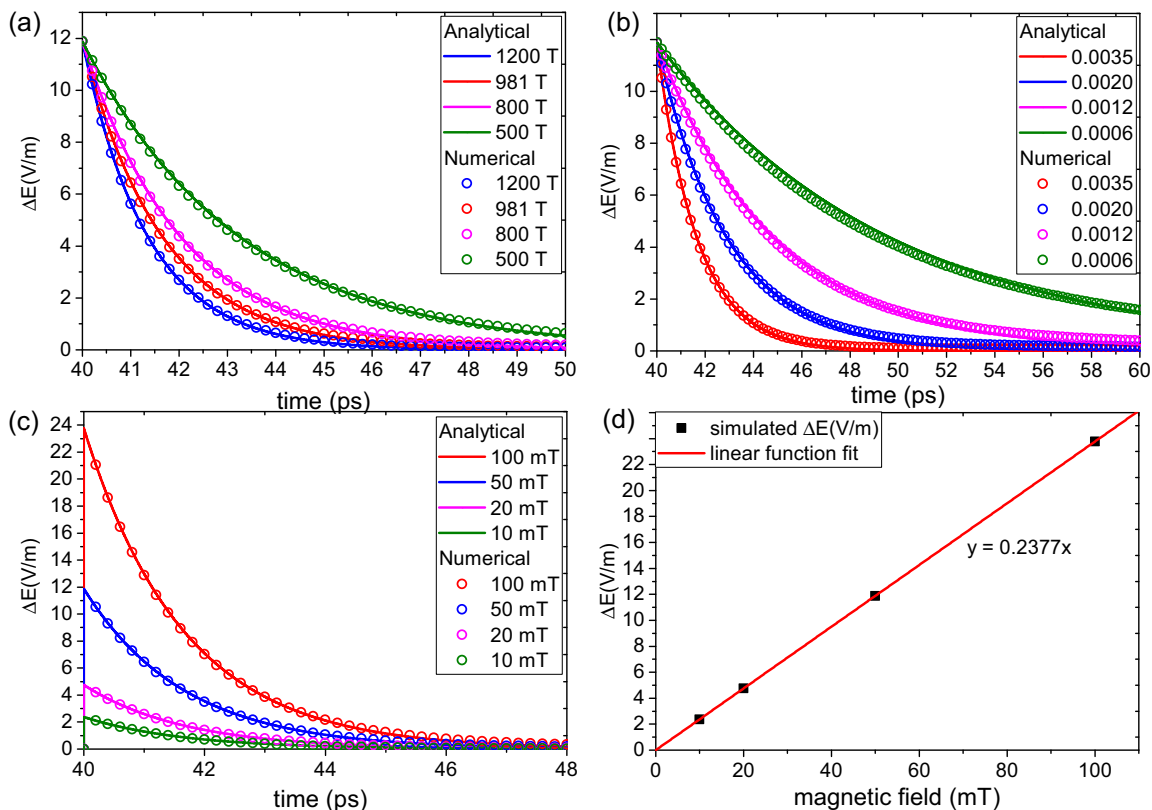 (a)
12
10
8
6
4
2
0
ΔE(V/m)
40 41 42 43 44 45 46 47 48 49 50
time (ps)
Analytical
1200 T
981 T
800 T
500 T
Numerical
1200 T
981 T
800 T
500 T
(b)
12
10
8
6
4
2
0
ΔE(V/m)
40 42 44 46 48 50 52 54 56 58 60
time (ps)
Analytical
0.0035
0.0020
0.0012
0.0006
Numerical
0.0035
0.0020
0.0012
0.0006
(c)
24
22
20
18
16
14
12
10
8
6
4
2
0
ΔE(V/m)
40 42 44 46 48
time (ps)
Analytical
100 mT
50 mT
20 mT
10 mT
Numerical
100 mT
50 mT
20 mT
10 mT
(d)
simulated ΔE(V/m)
linear function fit
y = 0.2377x
24
22
20
18
16
14
12
10
8
6
4
2
0
ΔE(V/m)
0 20 40 60 80 100
magnetic field (mT)